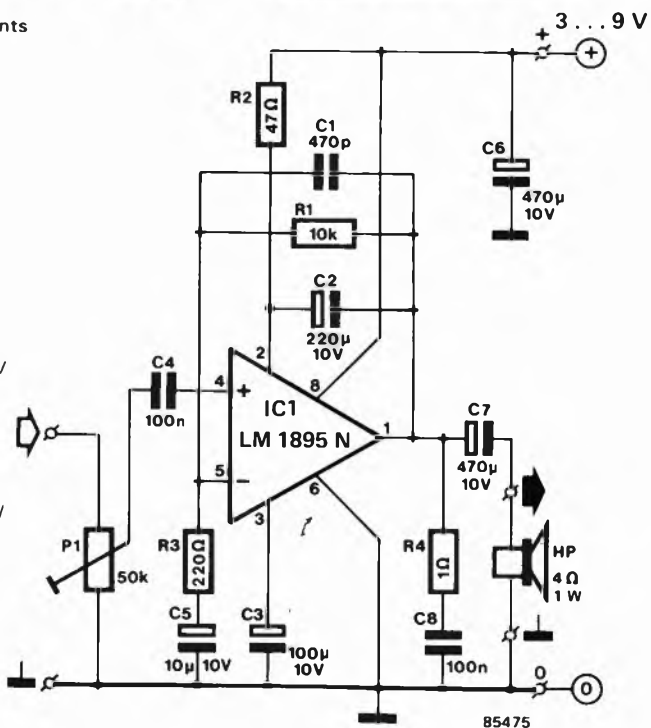 ents
+ 3...9 V
+
R2
47Ω
C1
470p
C6
470µ
10V
R1
10k
C2
220µ
10V
2
8
C4
100n
4
+
IC1
LM 1895 N
1
C7
470µ
10V
5
−
6
3
P1
50k
R3
220Ω
R4
1Ω
HP
4Ω
1W
C5
10µ 10V
C3
100µ
10V
C8
100n
0
0
85475